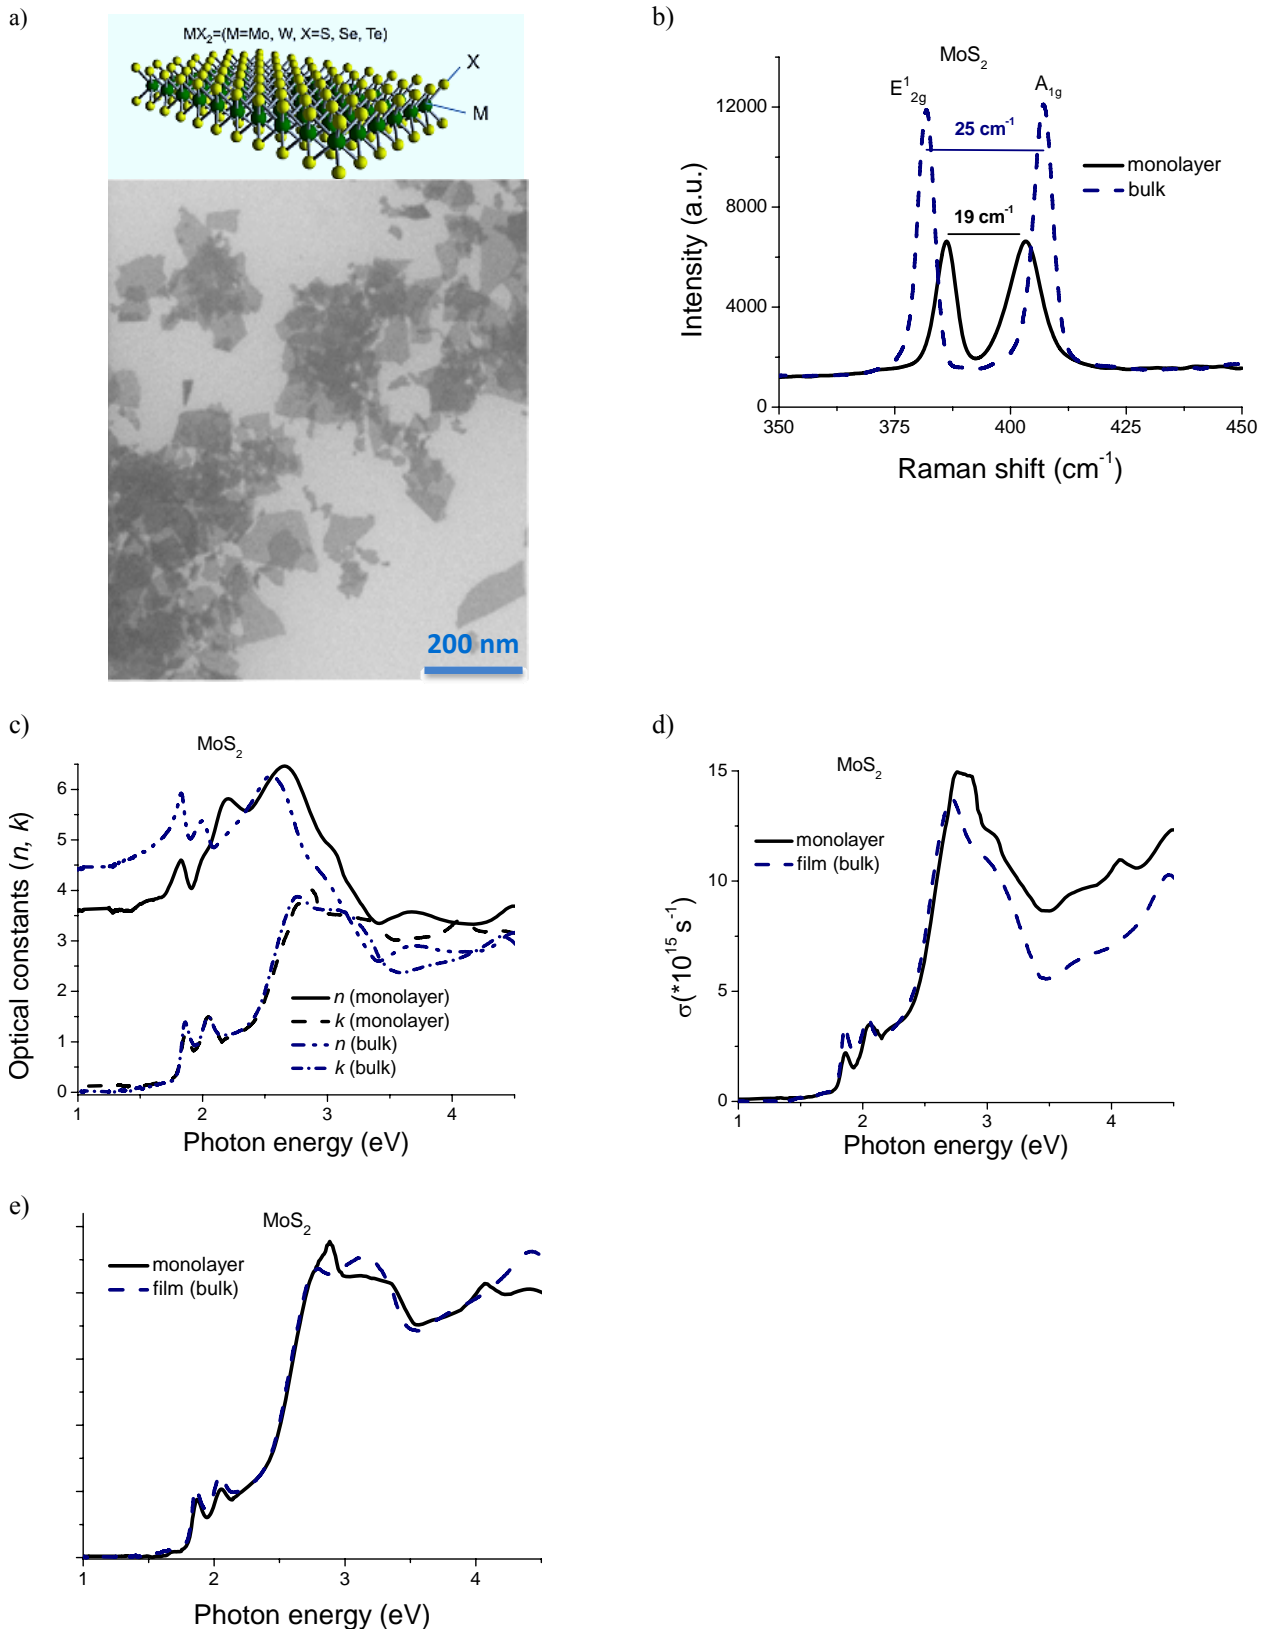 a)
MX₂=(M=Mo, W, X=S, Se, Te)
X
M
200 nm
b)
MoS₂
E¹₂g
A₁g
25 cm⁻¹
19 cm⁻¹
monolayer
bulk
12000
8000
4000
0
350 375 400 425 450
Intensity (a.u.)
Raman shift (cm⁻¹)
c)
MoS₂
6
5
4
3
2
1
0
n (monolayer)
k (monolayer)
n (bulk)
k (bulk)
1 2 3 4
Optical constants (n, k)
Photon energy (eV)
d)
MoS₂
15
10
5
0
monolayer
film (bulk)
1 2 3 4
σ(*10¹⁵ s⁻¹)
Photon energy (eV)
e)
MoS₂
monolayer
film (bulk)
1 2 3 4
Photon energy (eV)